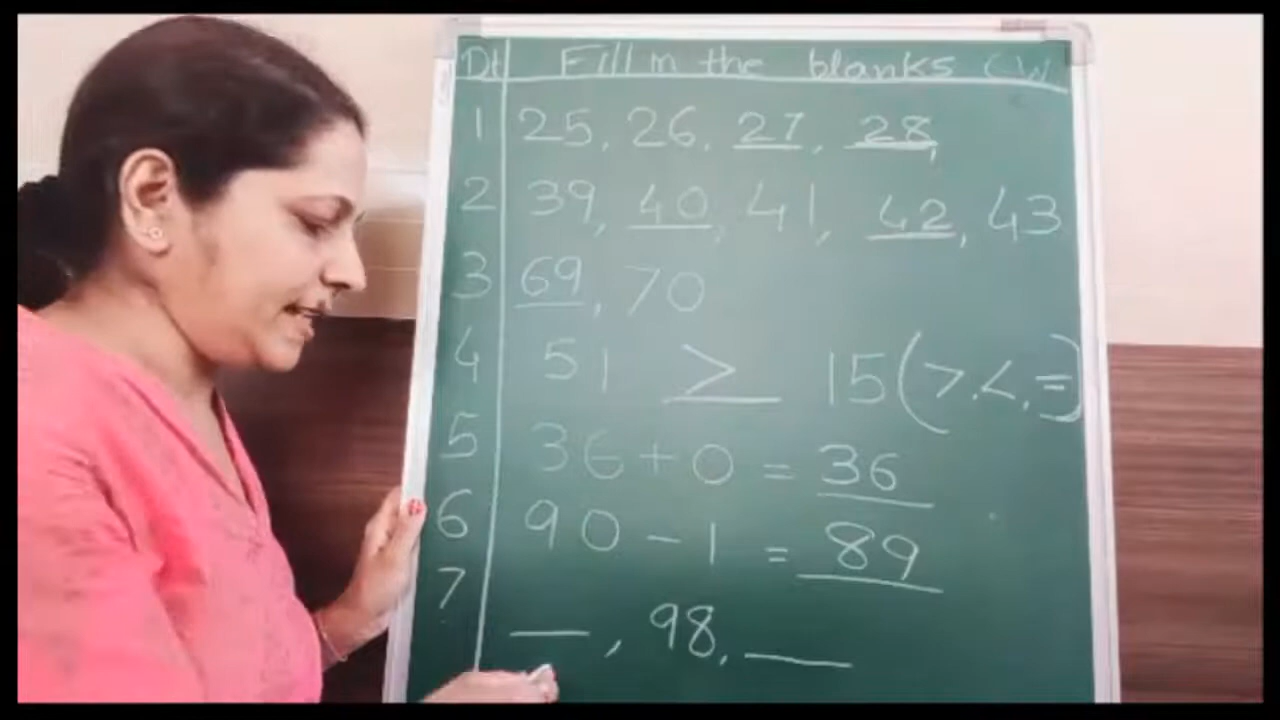 Dt Fill in the blanks CW
1 25, 26, 27, 28,
2 39, 40, 41, 42, 43
3 69, 70
4 51 > 15 (>.<.=)
5 36 + 0 = 36
6 90 - 1 = 89
7 __, 98, __